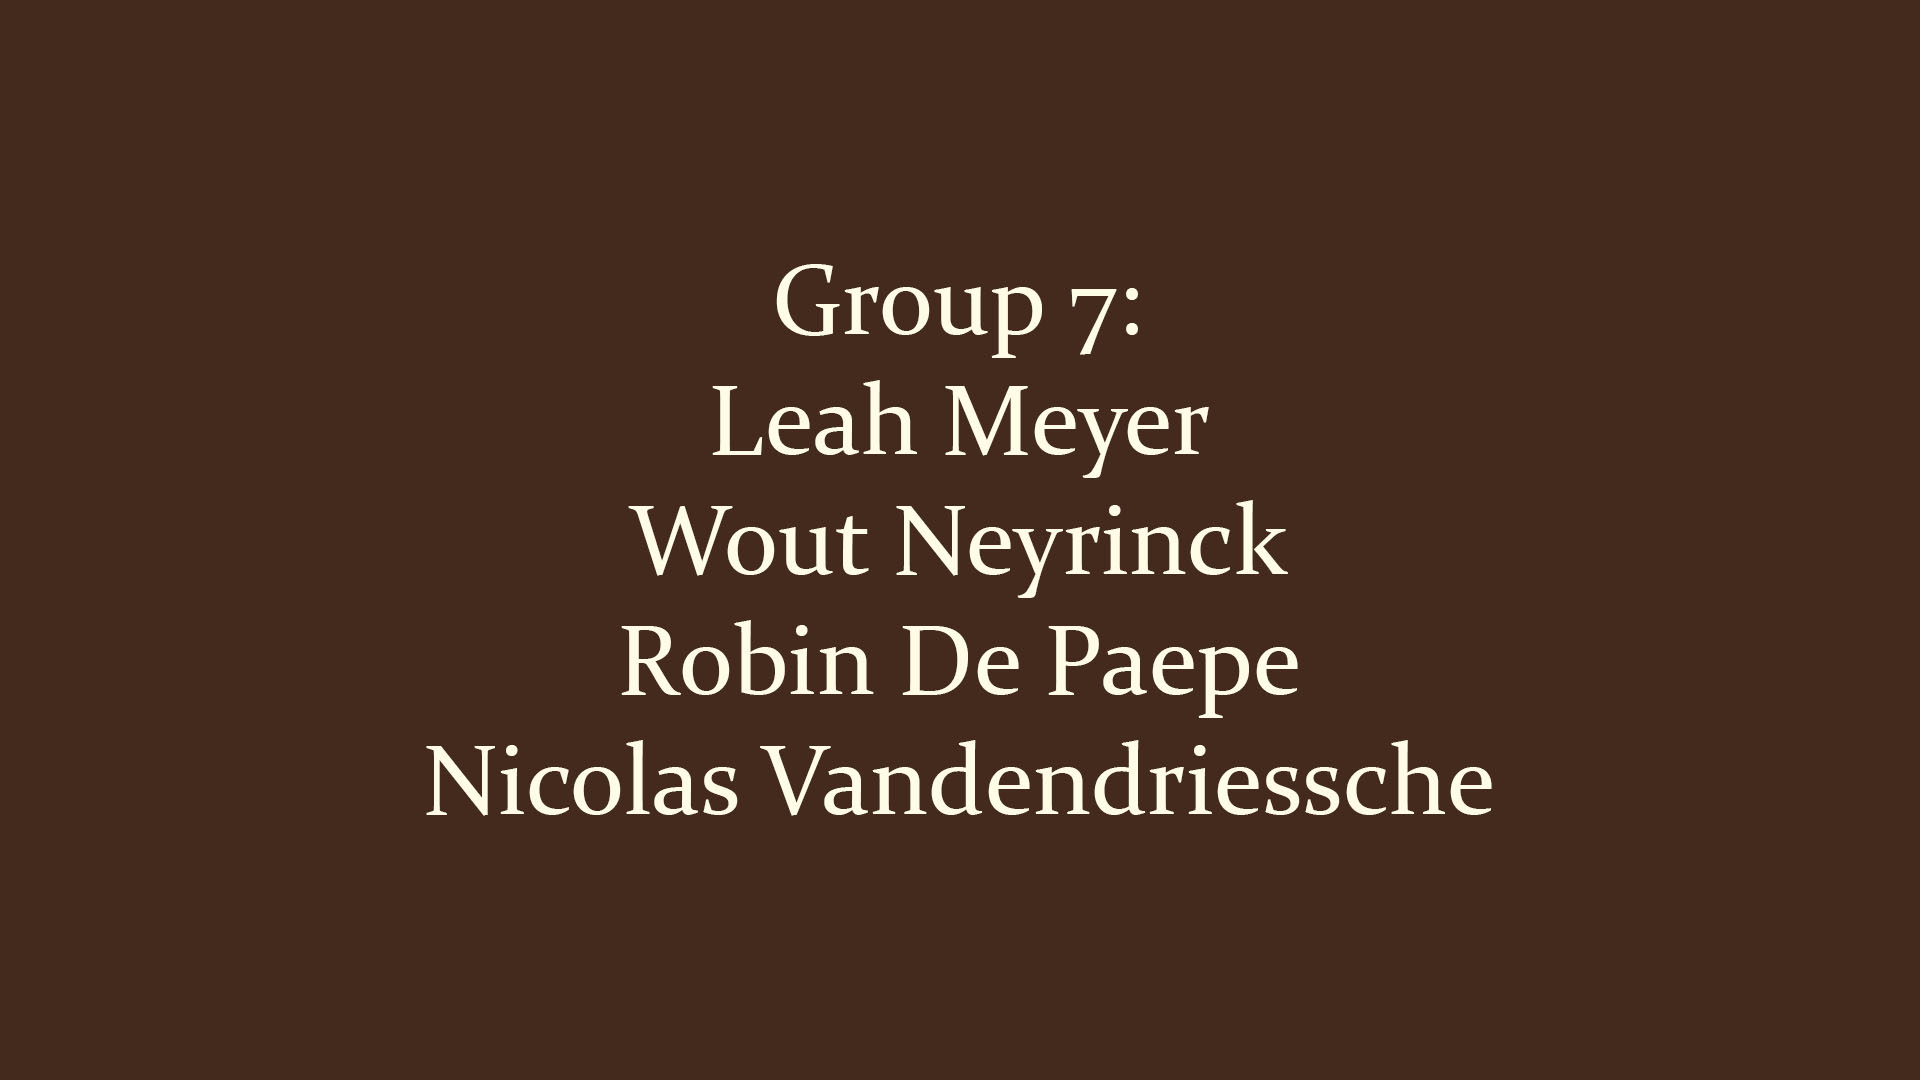 Group 7:
Leah Meyer
Wout Neyrinck
Robin De Paepe
Nicolas Vandendriessche